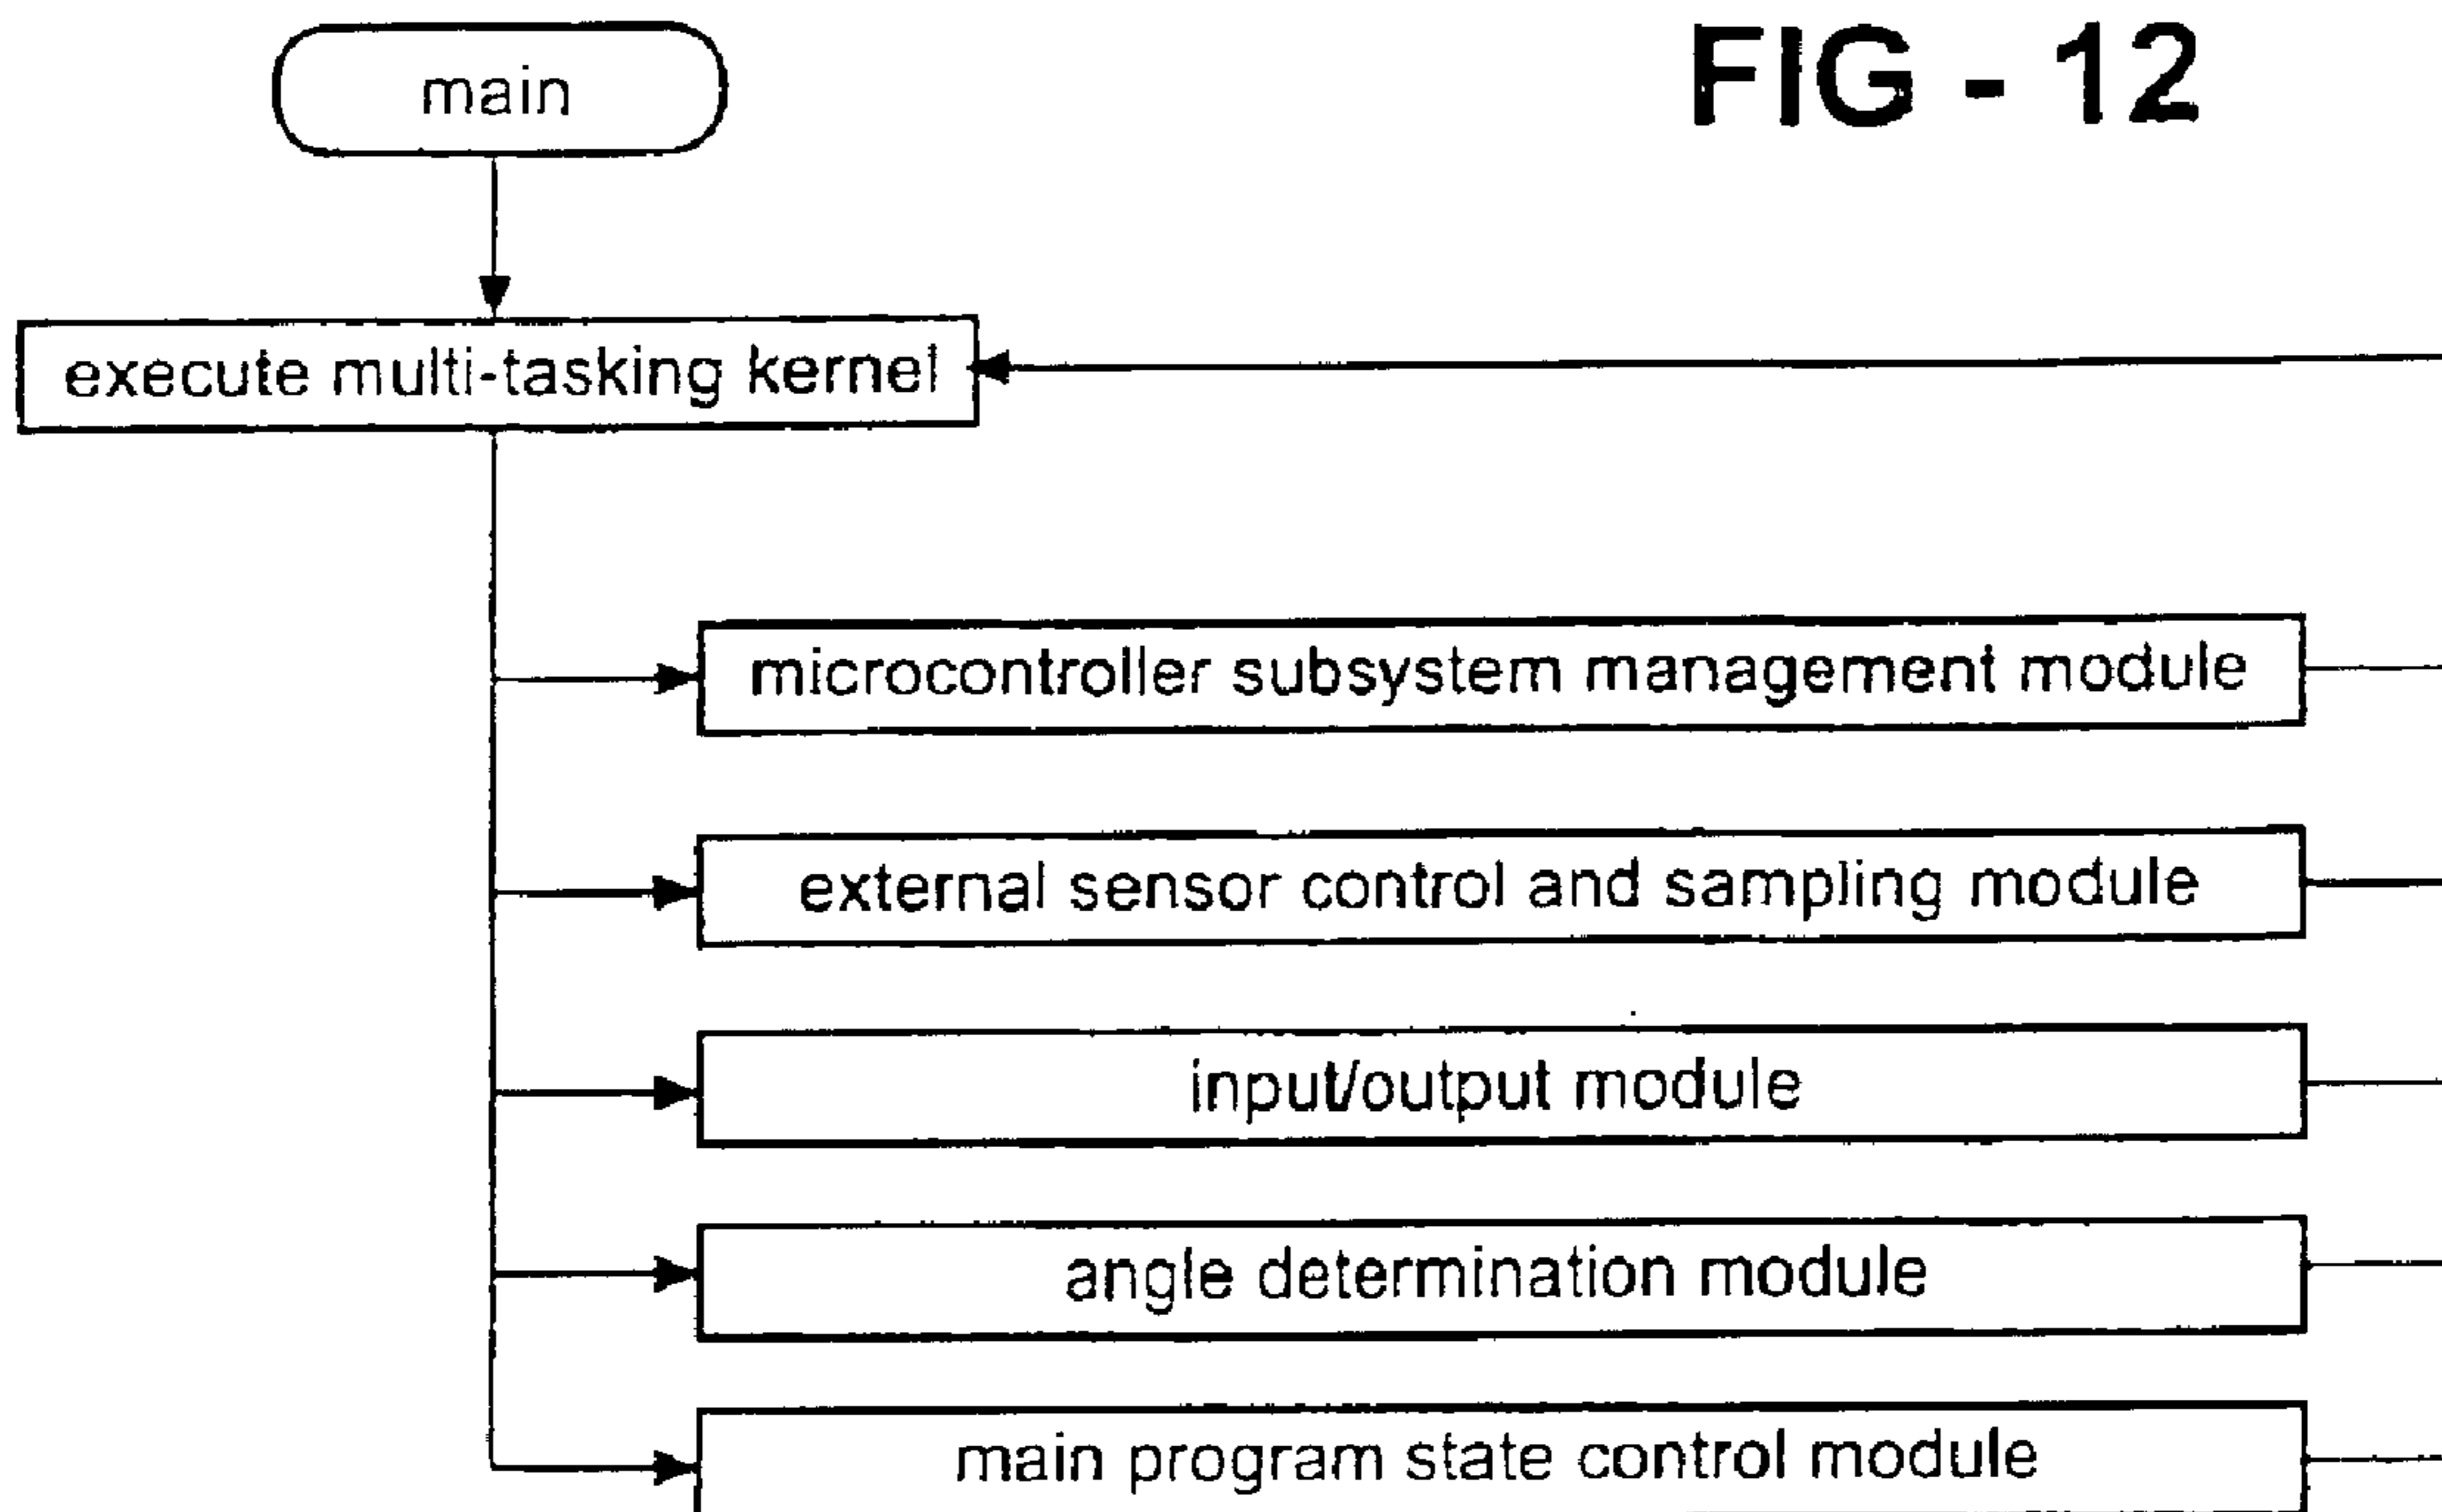 FIG - 12
main
execute multi-tasking kernel
microcontroller subsystem management module
external sensor control and sampling module
input/output module
angle determination module
main program state control module